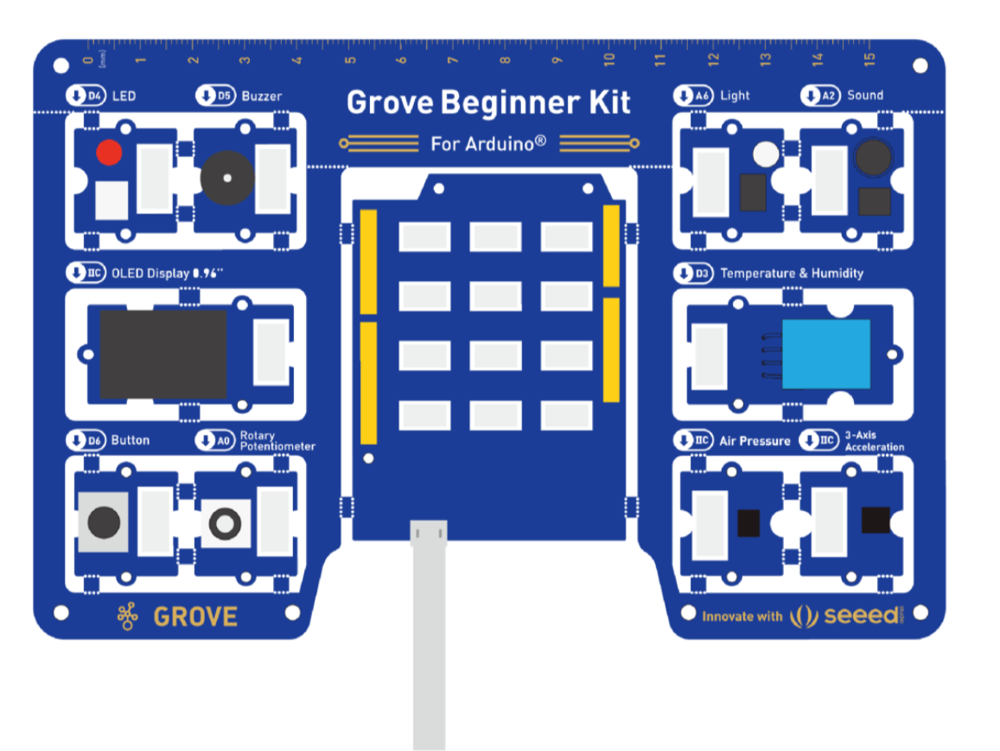 0 1 2 3 4 5 6 7 8 9 10 11 12 13 14 15
(mm)
D4 LED
D5 Buzzer
Grove Beginner Kit
For Arduino®
A6 Light
A2 Sound
IIC OLED Display 0.96"
D3 Temperature & Humidity
D6 Button
A0 Rotary
Potentiometer
IIC Air Pressure
IIC 3-Axis
Acceleration
GROVE
Innovate with seeed
studio